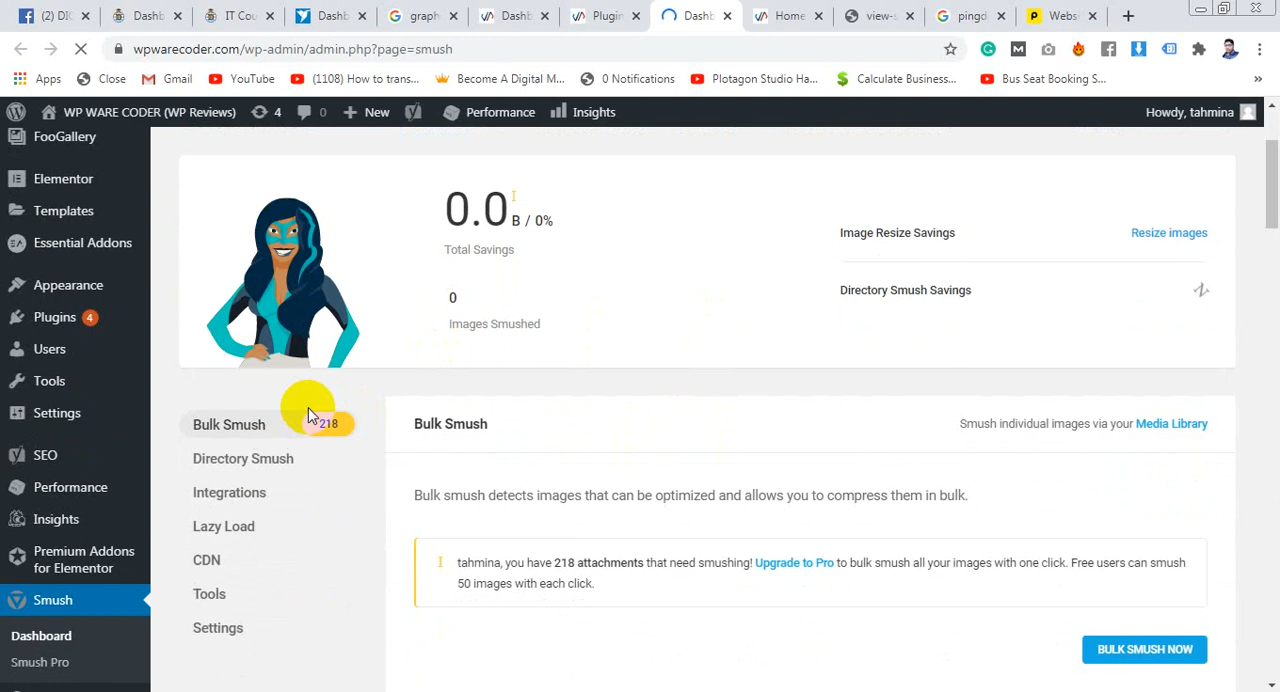 (2) DIC
Dashb
IT Cou
Dashb
graph
Dashb
Plugin
Dashb
Home
view-s
pingd
Webs
wpwarecoder.com/wp-admin/admin.php?page=smush
Apps
Close
Gmail
YouTube
(1108) How to trans...
Become A Digital M...
0 Notifications
Plotagon Studio Ha...
Calculate Business...
Bus Seat Booking S...
»
WP WARE CODER (WP Reviews)
4
0
New
Performance
Insights
Howdy, tahmina
FooGallery
Elementor
Templates
Essential Addons
Appearance
Plugins 4
Users
Tools
Settings
SEO
Performance
Insights
Premium Addons
for Elementor
Smush
Dashboard
Smush Pro
0.0 B / 0%
Total Savings
0
Images Smushed
Image Resize Savings
Resize images
Directory Smush Savings
Bulk Smush 218
Directory Smush
Integrations
Lazy Load
CDN
Tools
Settings
Bulk Smush
Smush individual images via your Media Library
Bulk smush detects images that can be optimized and allows you to compress them in bulk.
tahmina, you have 218 attachments that need smushing! Upgrade to Pro to bulk smush all your images with one click. Free users can smush
50 images with each click.
BULK SMUSH NOW